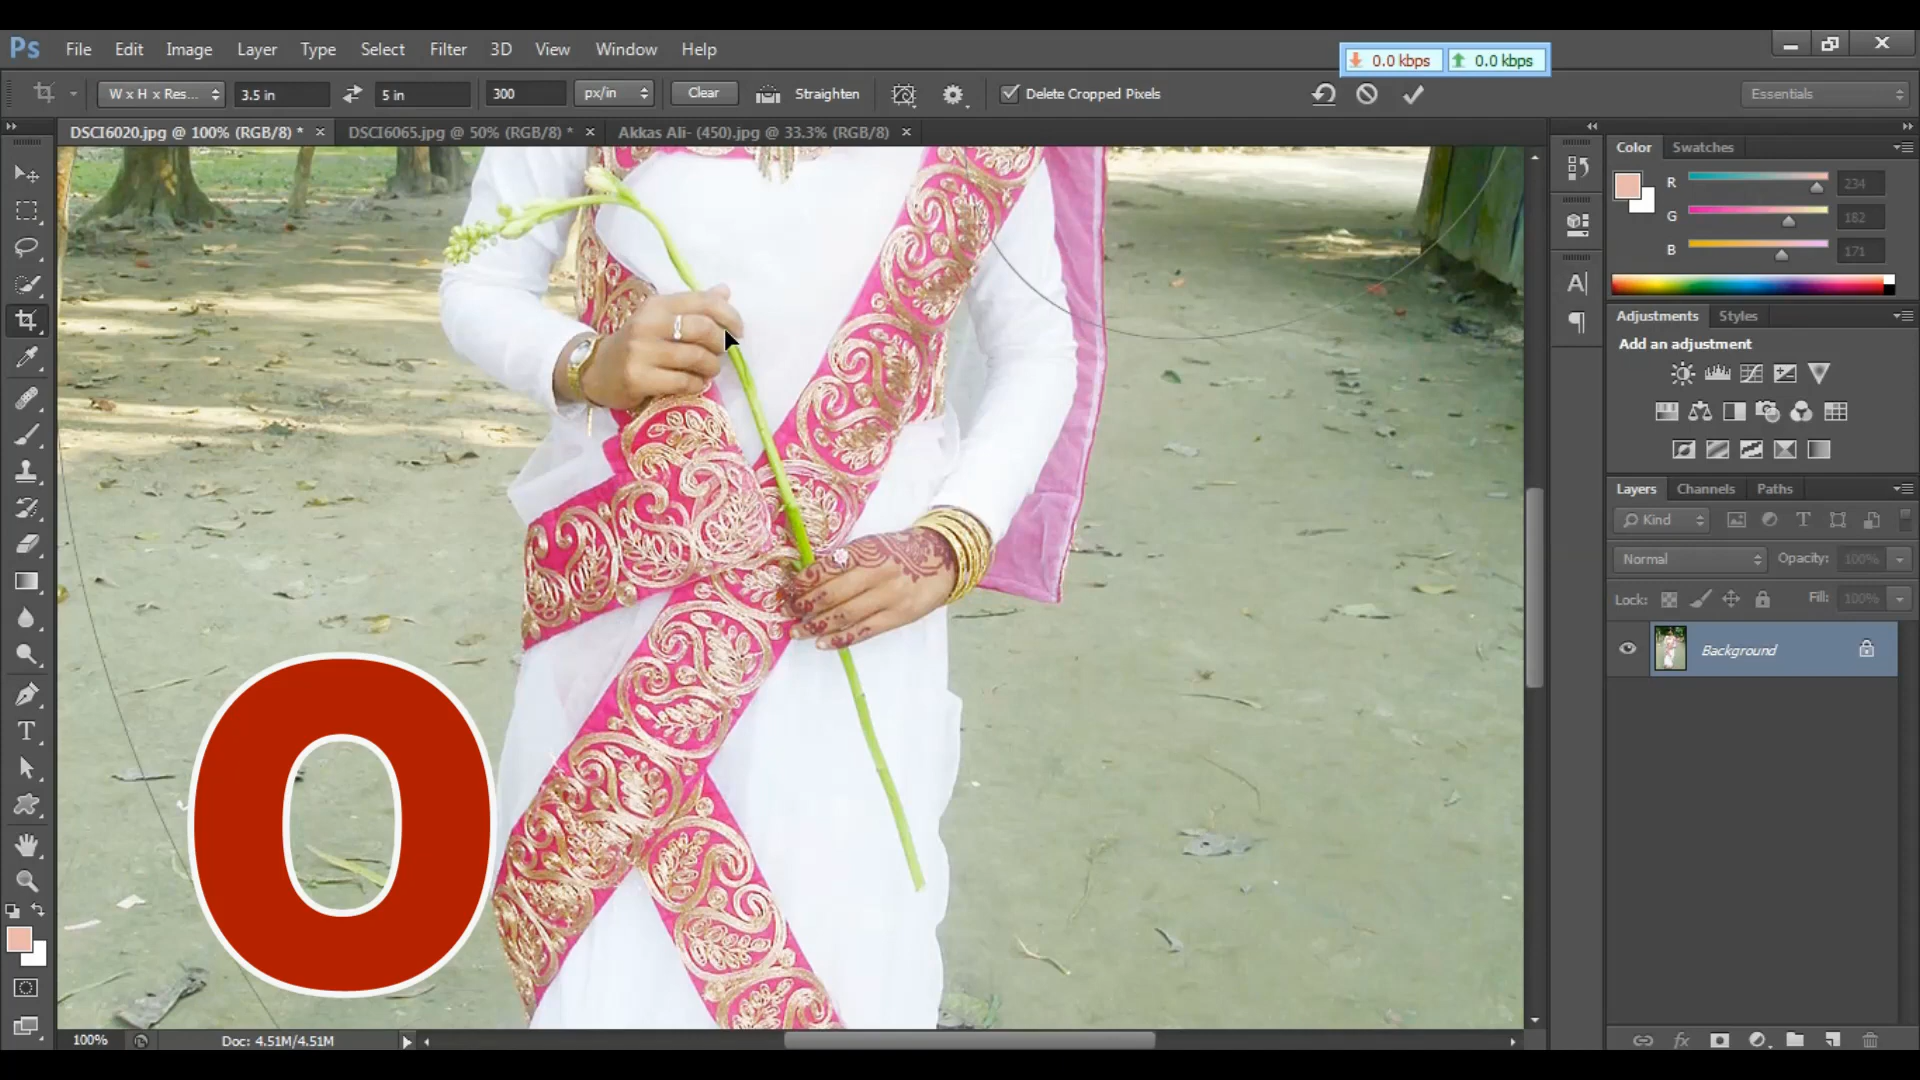 Ps File Edit Image Layer Type Select Filter 3D View Window Help
0.0 kbps 0.0 kbps
W x H x Res... 3.5 in 5 in 300 px/in Clear Straighten Delete Cropped Pixels Essentials
DSCI6020.jpg @ 100% (RGB/8) * × DSCI6065.jpg @ 50% (RGB/8) * × Akkas Ali- (450).jpg @ 33.3% (RGB/8) ×
Color Swatches
R 234
G 182
B 171
Adjustments Styles
Add an adjustment
Layers Channels Paths
Kind
Normal Opacity: 100%
Lock: Fill: 100%
Background
O
100% Doc: 4.51M/4.51M